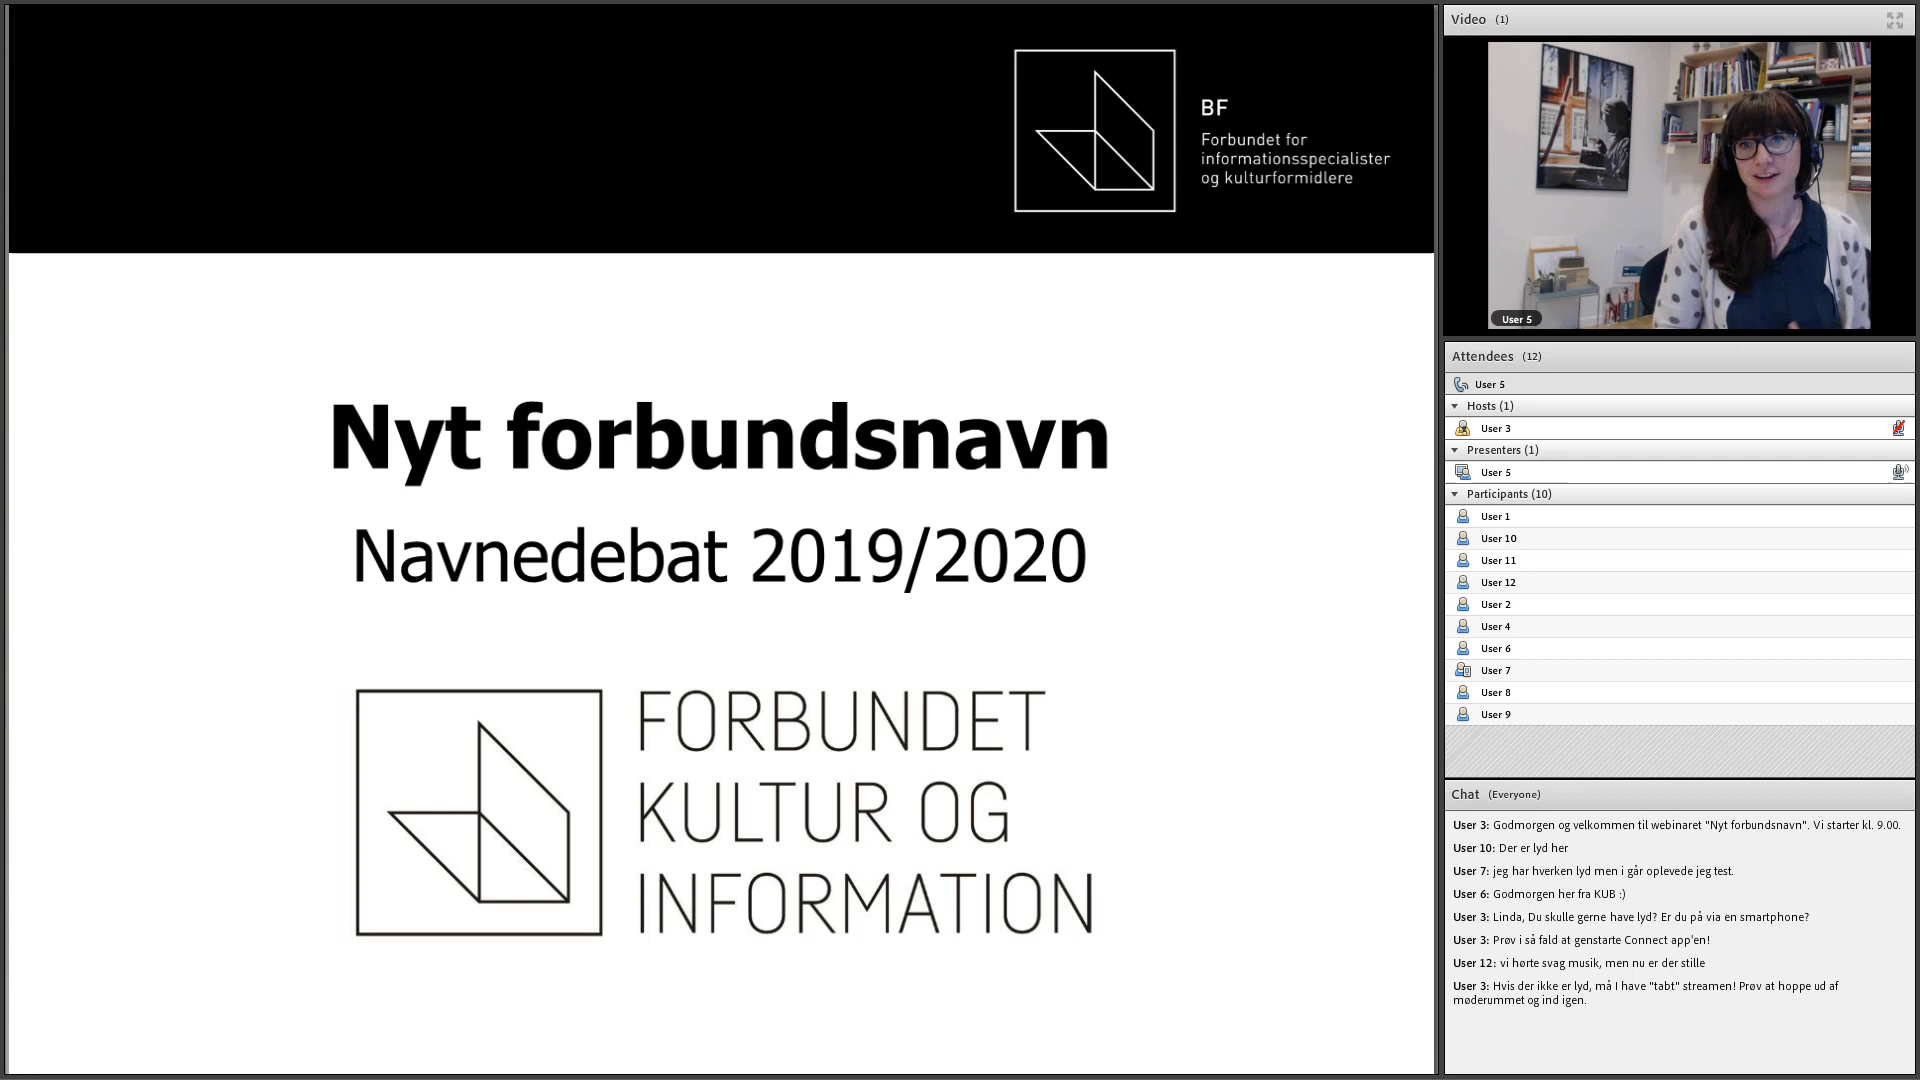 BF
Forbundet for
informationsspecialister
og kulturformidlere
Nyt forbundsnavn
Navnedebat 2019/2020
FORBUNDET
KULTUR OG
INFORMATION
Video (1)
User 5
Attendees (12)
User 5
Hosts (1)
User 3
Presenters (1)
User 5
Participants (10)
User 1
User 10
User 11
User 12
User 2
User 4
User 6
User 7
User 8
User 9
Chat (Everyone)
User 3: Godmorgen og velkommen til webinaret "Nyt forbundsnavn". Vi starter kl. 9.00.
User 10: Der er lyd her
User 7: jeg har hverken lyd men i går oplevede jeg test.
User 6: Godmorgen her fra KUB :)
User 3: Linda, Du skulle gerne have lyd? Er du på via en smartphone?
User 3: Prøv i så fald at genstarte Connect app'en!
User 12: vi hørte svag musik, men nu er der stille
User 3: Hvis der ikke er lyd, må I have "tabt" streamen! Prøv at hoppe ud af
møderummet og ind igen.